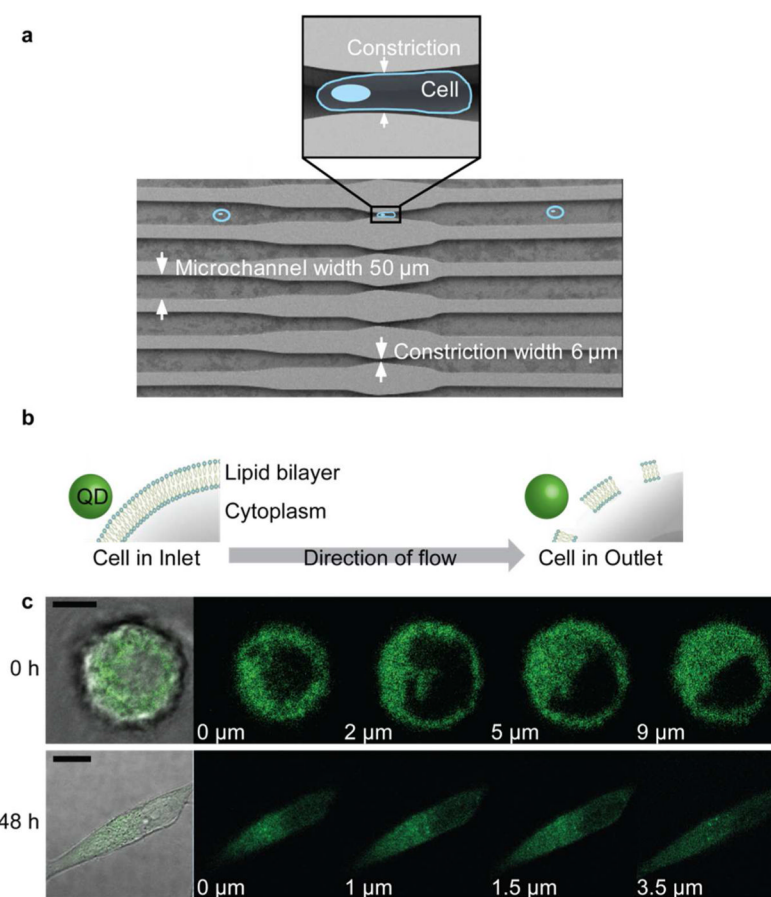 a
Constriction
Cell
Microchannel width 50 µm
Constriction width 6 µm
b
QD
Lipid bilayer
Cytoplasm
Cell in Inlet
Direction of flow
Cell in Outlet
c
0 h
0 µm
2 µm
5 µm
9 µm
48 h
0 µm
1 µm
1.5 µm
3.5 µm